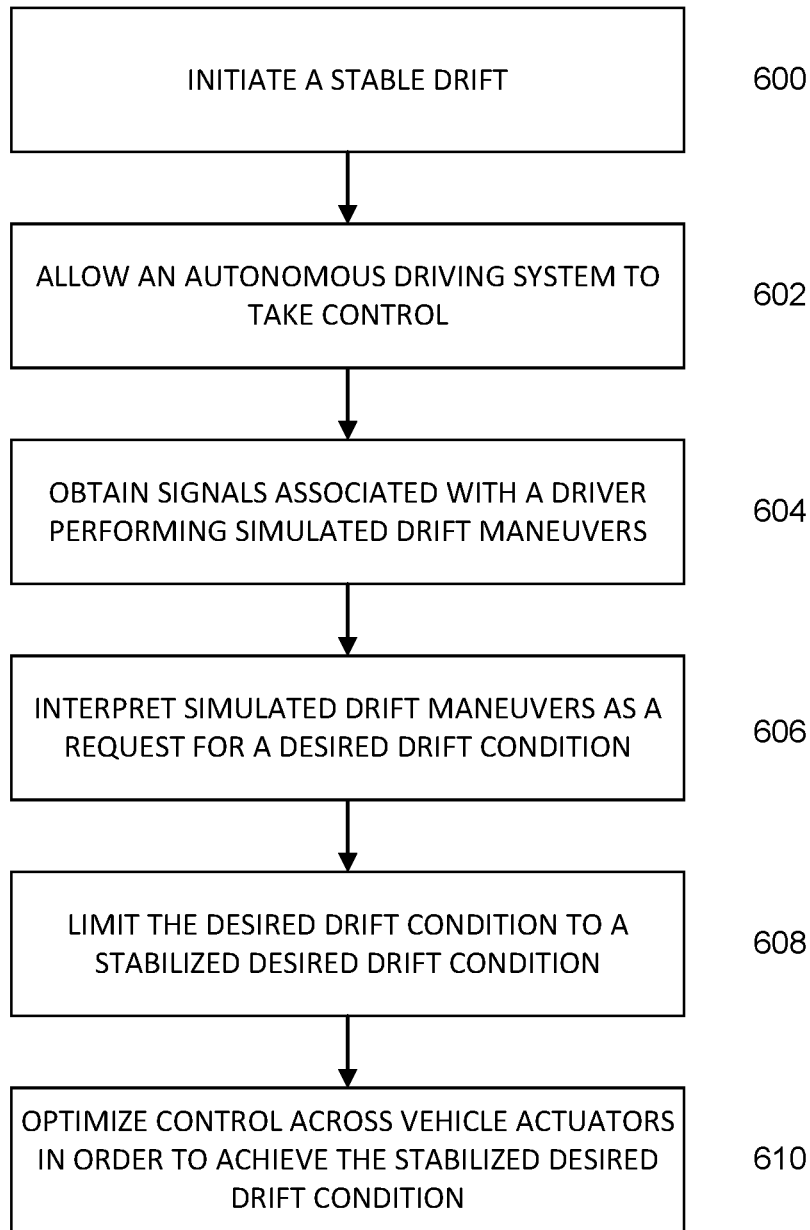 INITIATE A STABLE DRIFT
600
ALLOW AN AUTONOMOUS DRIVING SYSTEM TO
TAKE CONTROL
602
OBTAIN SIGNALS ASSOCIATED WITH A DRIVER
PERFORMING SIMULATED DRIFT MANEUVERS
604
INTERPRET SIMULATED DRIFT MANEUVERS AS A
REQUEST FOR A DESIRED DRIFT CONDITION
606
LIMIT THE DESIRED DRIFT CONDITION TO A
STABILIZED DESIRED DRIFT CONDITION
608
OPTIMIZE CONTROL ACROSS VEHICLE ACTUATORS
IN ORDER TO ACHIEVE THE STABILIZED DESIRED
DRIFT CONDITION
610